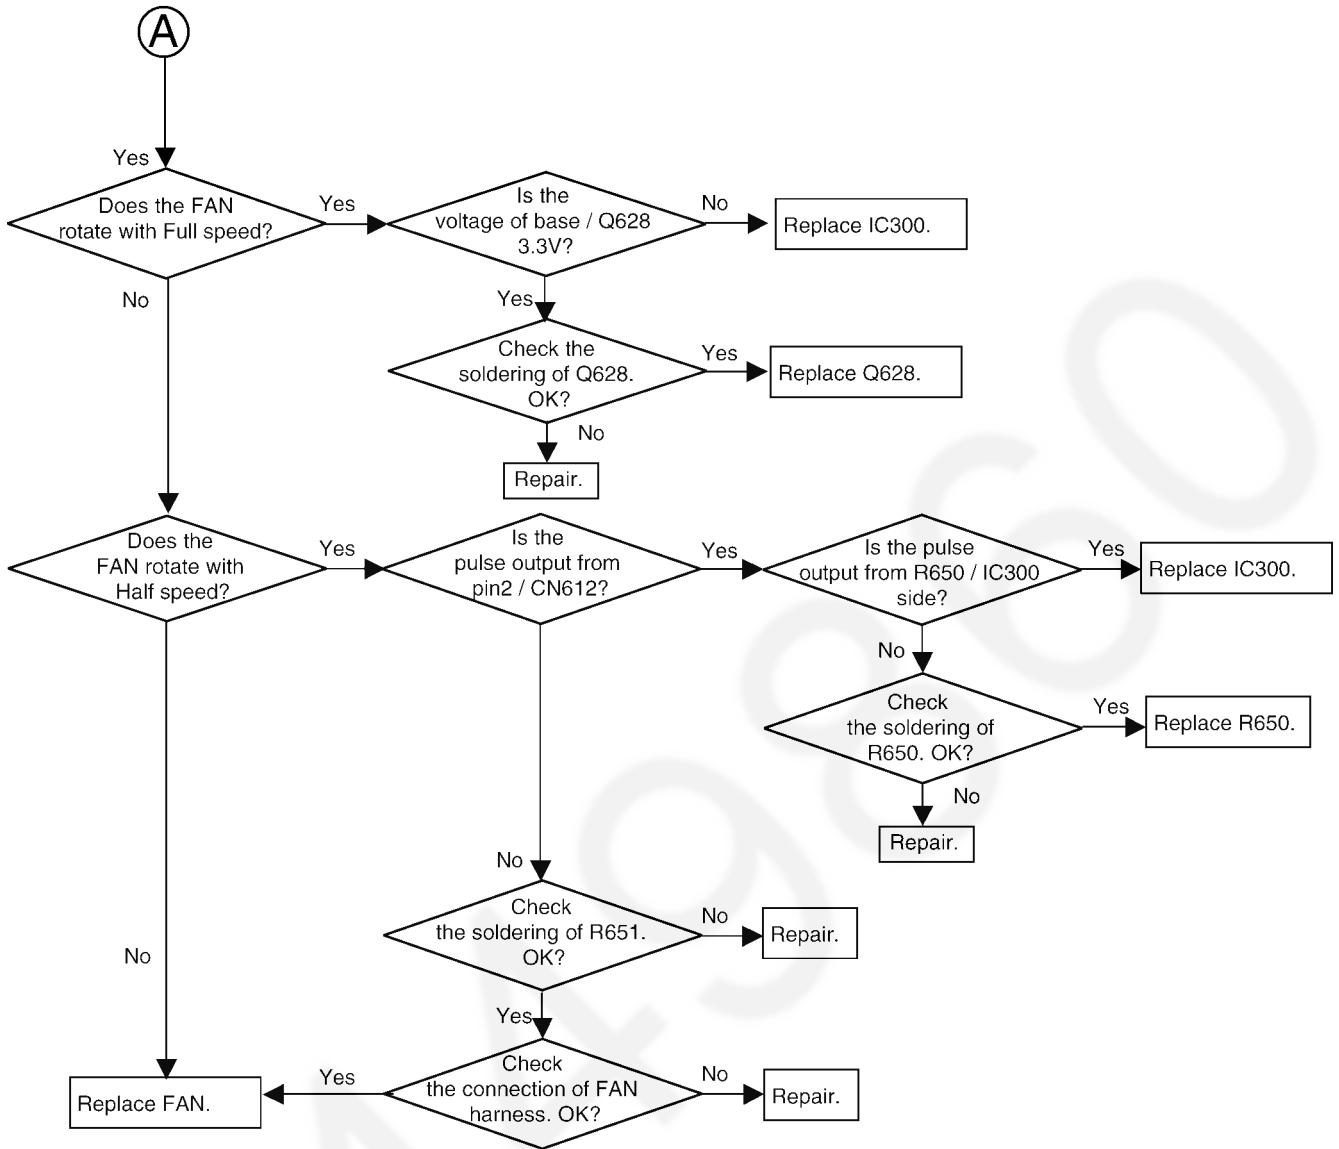 A
Yes
Does the FAN
rotate with Full speed?
Yes
Is the
voltage of base / Q628
3.3V?
No
Replace IC300.
No
Yes
Check the
soldering of Q628.
OK?
Yes
Replace Q628.
No
Repair.
Does the
FAN rotate with
Half speed?
Yes
Is the
pulse output from
pin2 / CN612?
Yes
Is the pulse
output from R650 / IC300
side?
Yes
Replace IC300.
No
Check
the soldering of
R650. OK?
Yes
Replace R650.
No
Repair.
No
Check
the soldering of R651.
OK?
No
Repair.
No
Yes
Check
the connection of FAN
harness. OK?
No
Repair.
Yes
Replace FAN.
49860